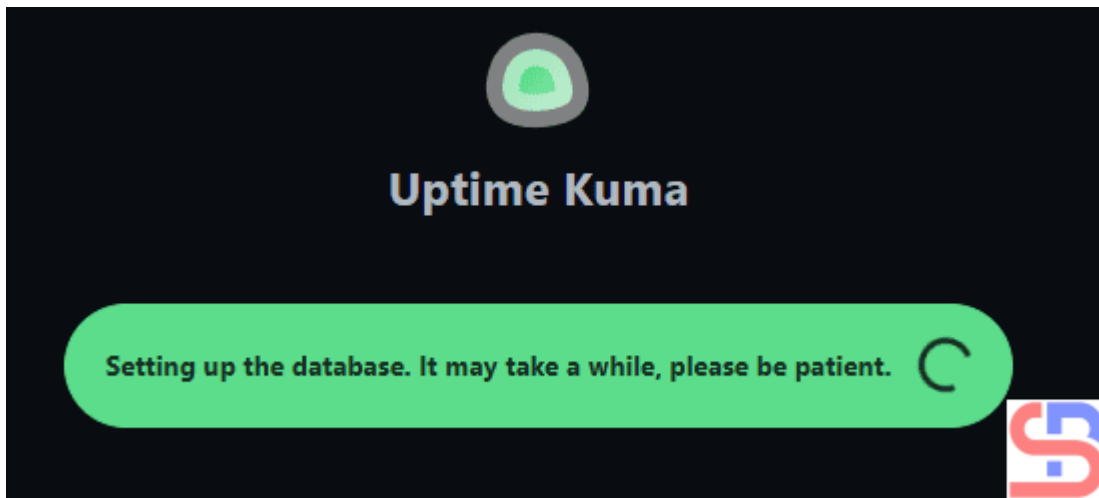 Uptime Kuma
Setting up the database. It may take a while, please be patient.